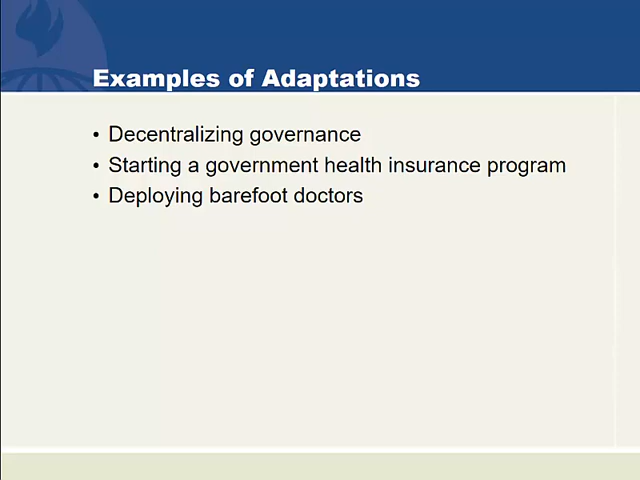 Examples of Adaptations
• Decentralizing governance
• Starting a government health insurance program
• Deploying barefoot doctors